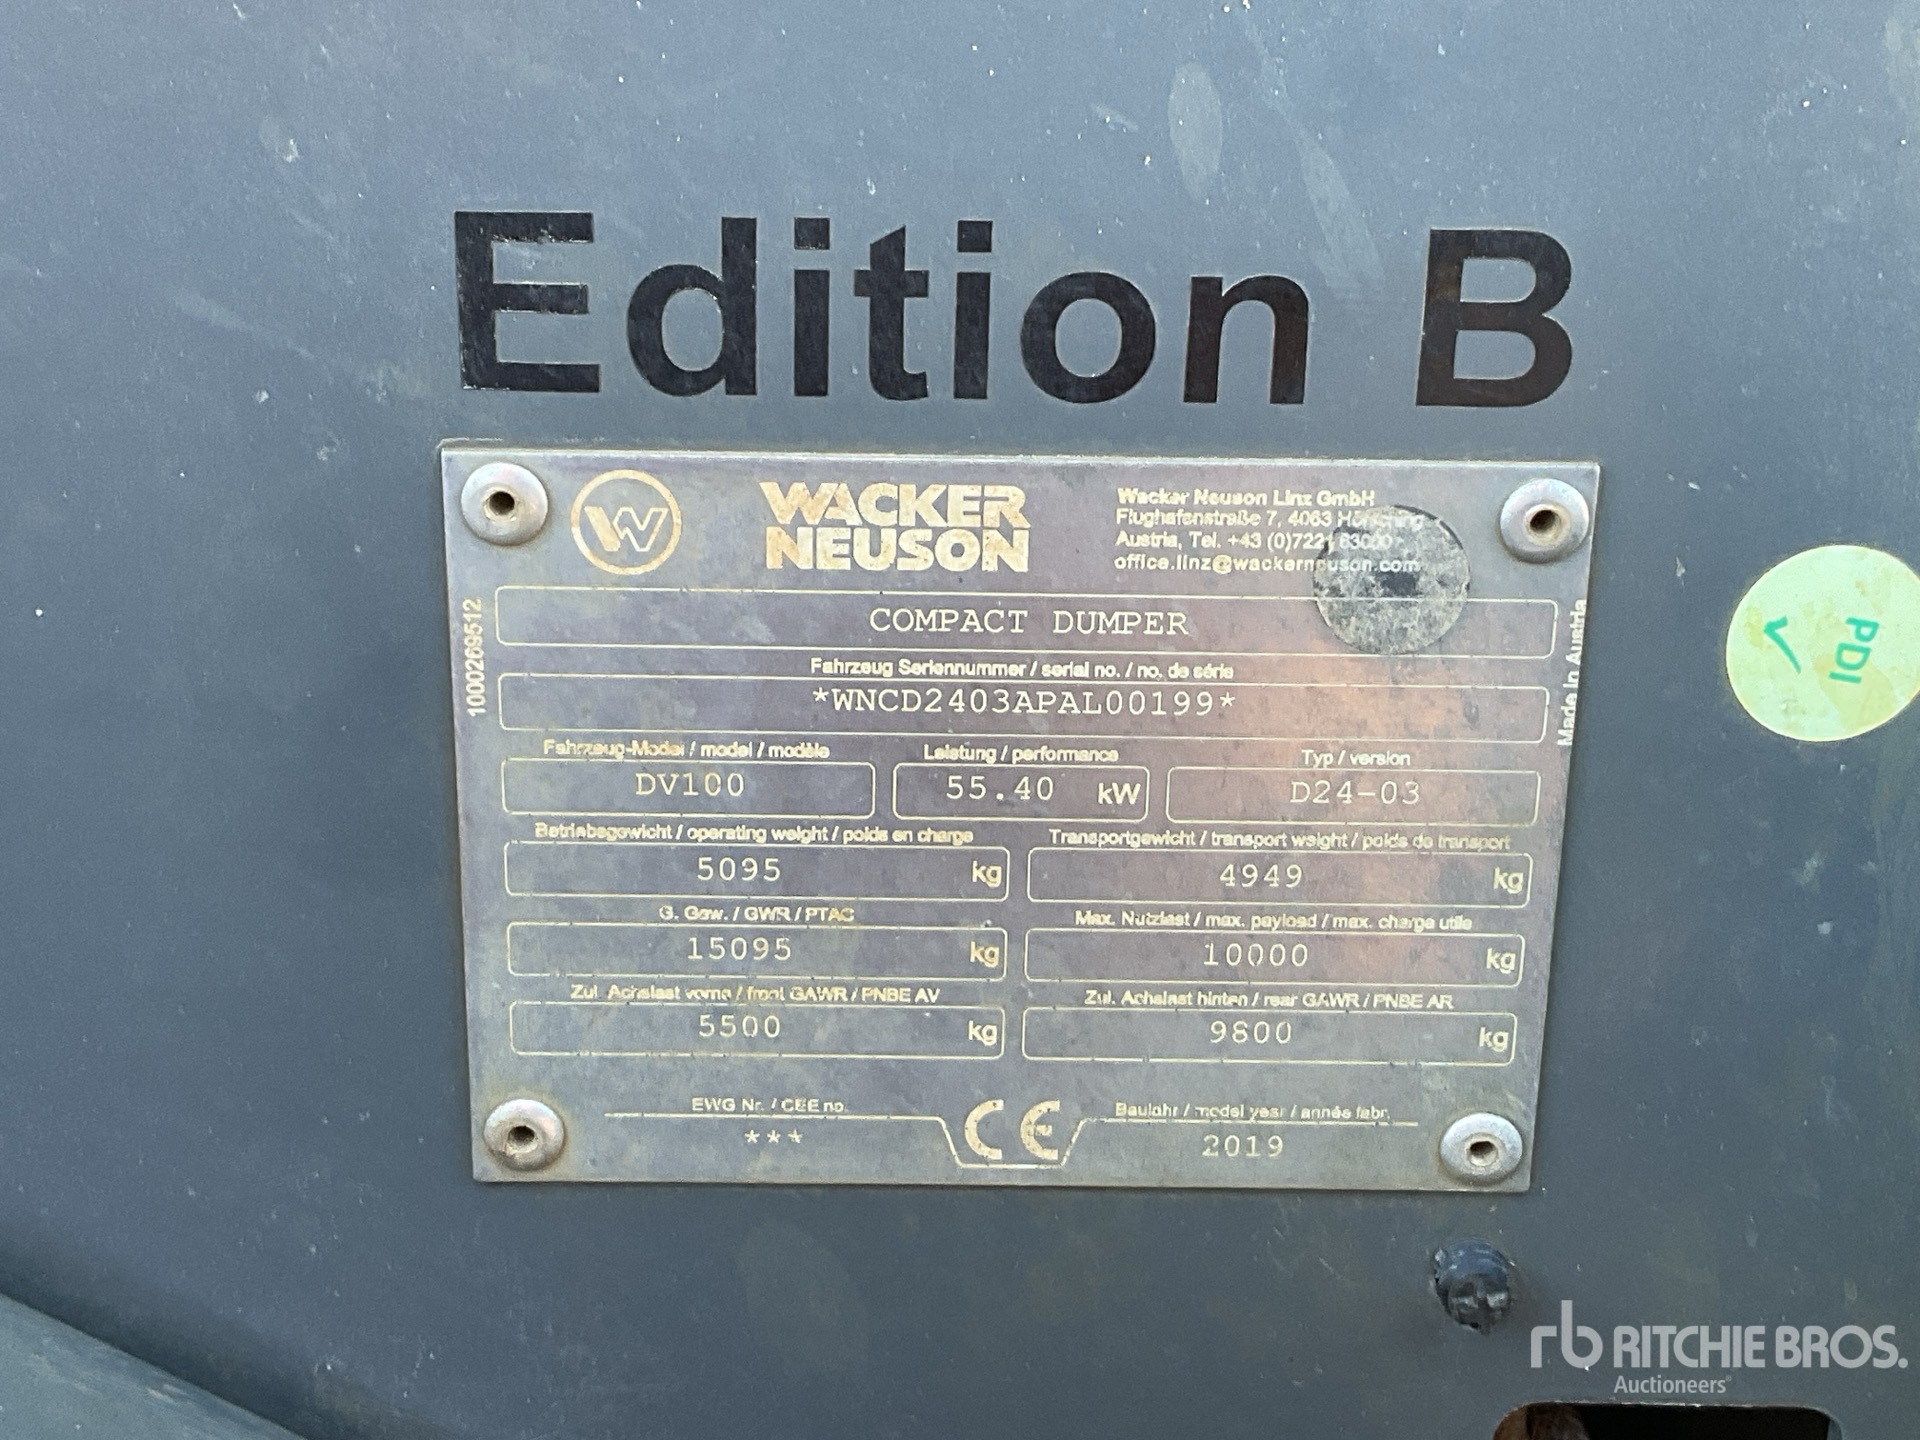 Edition B
WACKER
NEUSON
Wacker Neuson Linz GmbH
Flughafenstraße 7, 4063 Hörsching
Austria, Tel. +43 (0)7221 63000
office.linz@wackerneuson.com
COMPACT DUMPER
1000269512
Made in Austria
Fahrzeug Seriennummer / serial no. / no. de série
*WNCD2403APAL00199*
Fahrzeug-Model / model / modèle
DV100
Leistung / performance
55.40 kW
Typ / version
D24-03
Betriebsgewicht / operating weight / poids en charge
5095 kg
Transportgewicht / transport weight / poids de transport
4949 kg
G. Gew. / GWR / PTAC
15095 kg
Max. Nutzlast / max. payload / max. charge utile
10000 kg
Zul. Achslast vorne / front GAWR / PNBE AV
5500 kg
Zul. Achslast hinten / rear GAWR / PNBE AR
9800 kg
EWG Nr. / CEE no.
***
CE
Baujahr / model year / année fabr.
2019
PDI
rb RITCHIE BROS.
Auctioneers